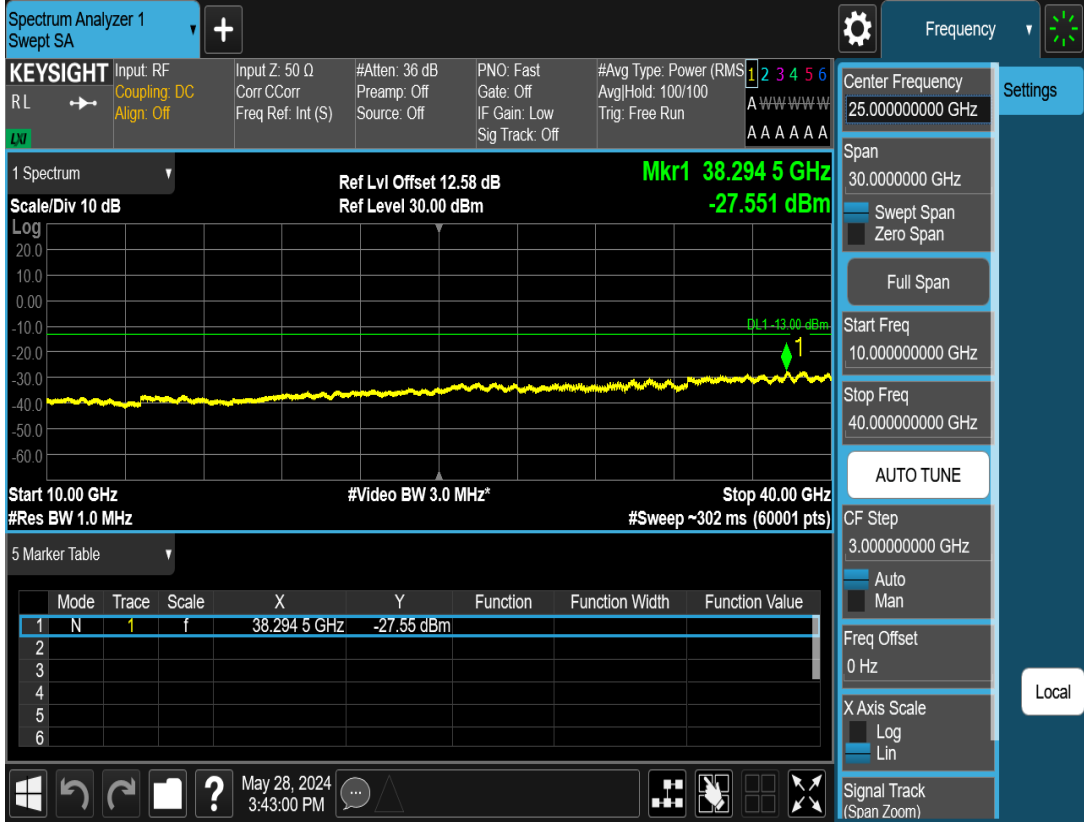 Spectrum Analyzer 1
Swept SA
+
Frequency
KEYSIGHT
RL
LXI
Input: RF
Coupling: DC
Align: Off
Input Z: 50 Ω
Corr CCorr
Freq Ref: Int (S)
#Atten: 36 dB
Preamp: Off
Source: Off
PNO: Fast
Gate: Off
IF Gain: Low
Sig Track: Off
#Avg Type: Power (RMS
Avg|Hold: 100/100
Trig: Free Run
1 2 3 4 5 6
A W W W W W
A A A A A A
1 Spectrum
Scale/Div 10 dB
Ref Lvl Offset 12.58 dB
Ref Level 30.00 dBm
Mkr1 38.294 5 GHz
-27.551 dBm
Log
20.0
10.0
0.00
-10.0
-20.0
-30.0
-40.0
-50.0
-60.0
DL1 -13.00 dBm
1
Start 10.00 GHz
#Res BW 1.0 MHz
#Video BW 3.0 MHz*
Stop 40.00 GHz
#Sweep ~302 ms (60001 pts)
5 Marker Table
Mode Trace Scale X Y Function Function Width Function Value
1 N 1 f 38.294 5 GHz -27.55 dBm
2
3
4
5
6
?
May 28, 2024
3:43:00 PM
Center Frequency
25.000000000 GHz
Span
30.0000000 GHz
Swept Span
Zero Span
Full Span
Start Freq
10.000000000 GHz
Stop Freq
40.000000000 GHz
AUTO TUNE
CF Step
3.000000000 GHz
Auto
Man
Freq Offset
0 Hz
X Axis Scale
Log
Lin
Signal Track
(Span Zoom)
Settings
Local